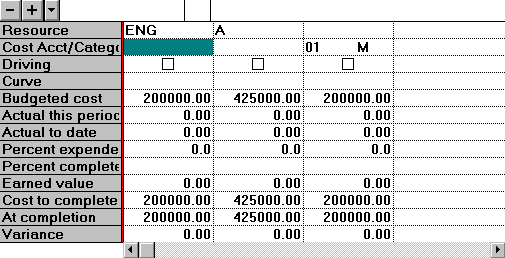 Resource ENG A
Cost Acct/Catego 01 M
Driving
Curve
Budgeted cost 200000.00 425000.00 200000.00
Actual this perioc 0.00 0.00 0.00
Actual to date 0.00 0.00 0.00
Percent expende 0.0 0.0 0.0
Percent complete
Earned value 0.00 0.00 0.00
Cost to complete 200000.00 425000.00 200000.00
At completion 200000.00 425000.00 200000.00
Variance 0.00 0.00 0.00